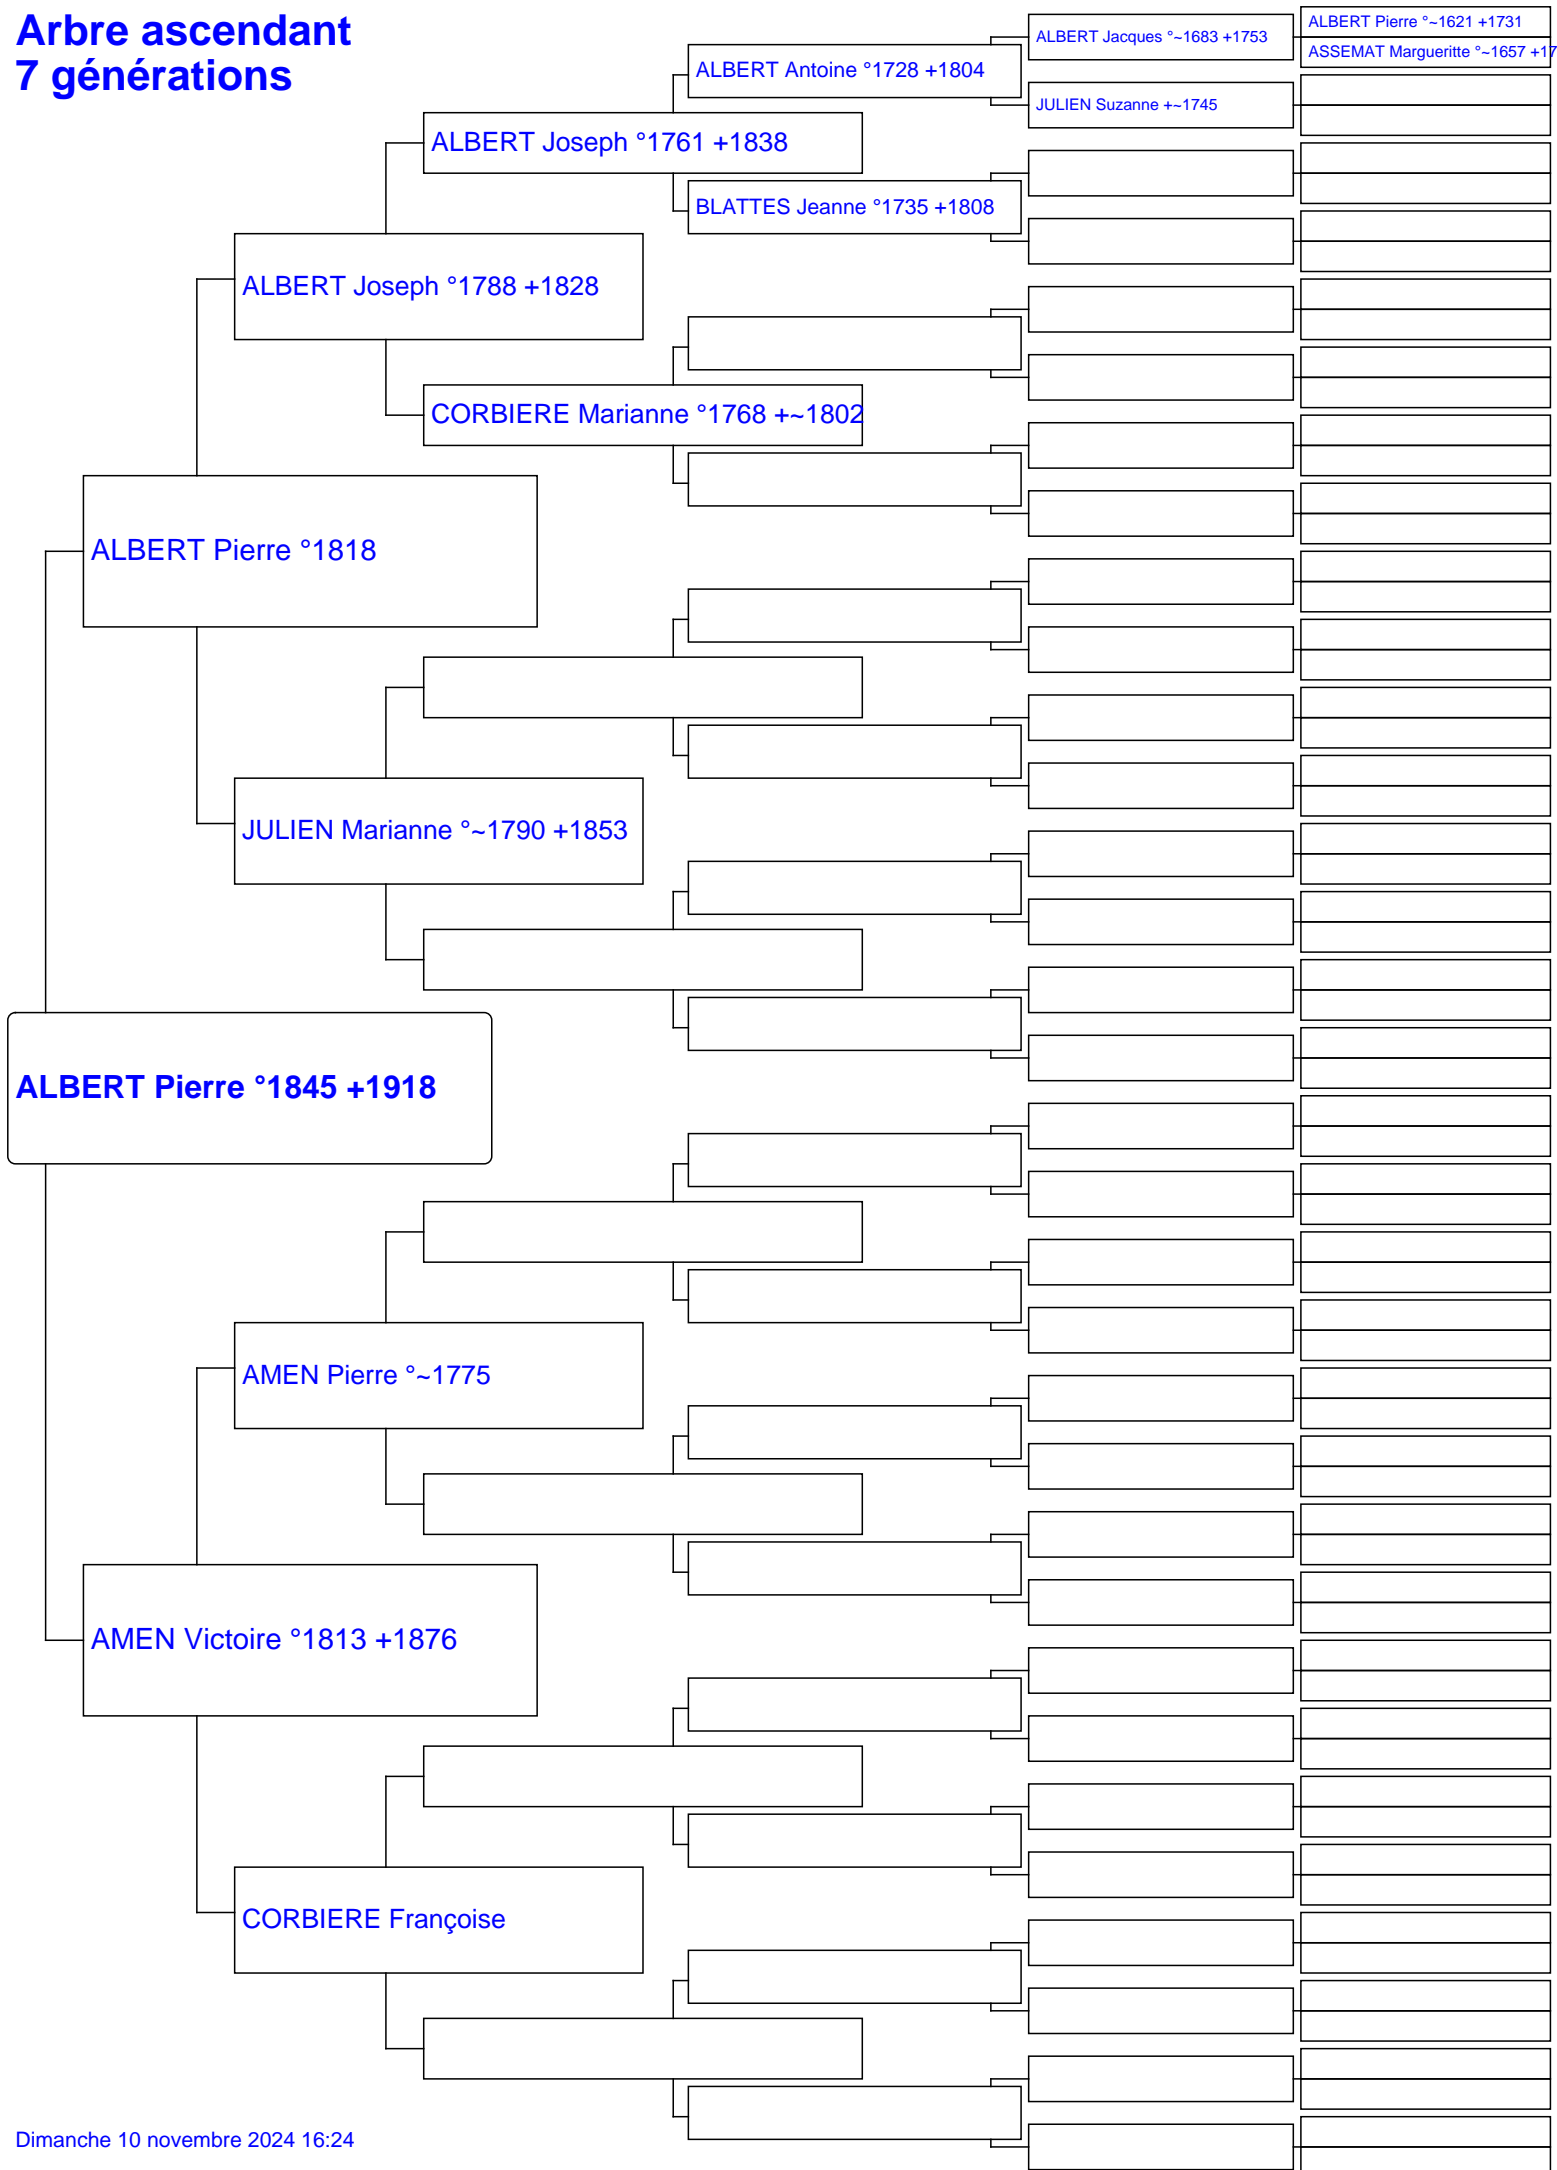 Arbre ascendant
7 générations
ALBERT Pierre °~1621 +1731
ALBERT Jacques °~1683 +1753
ASSEMAT Margueritte °~1657 +17
ALBERT Antoine °1728 +1804
JULIEN Suzanne +~1745
ALBERT Joseph °1761 +1838
BLATTES Jeanne °1735 +1808
ALBERT Joseph °1788 +1828
CORBIERE Marianne °1768 +~1802
ALBERT Pierre °1818
JULIEN Marianne °~1790 +1853
ALBERT Pierre °1845 +1918
AMEN Pierre °~1775
AMEN Victoire °1813 +1876
CORBIERE Françoise
Dimanche 10 novembre 2024 16:24